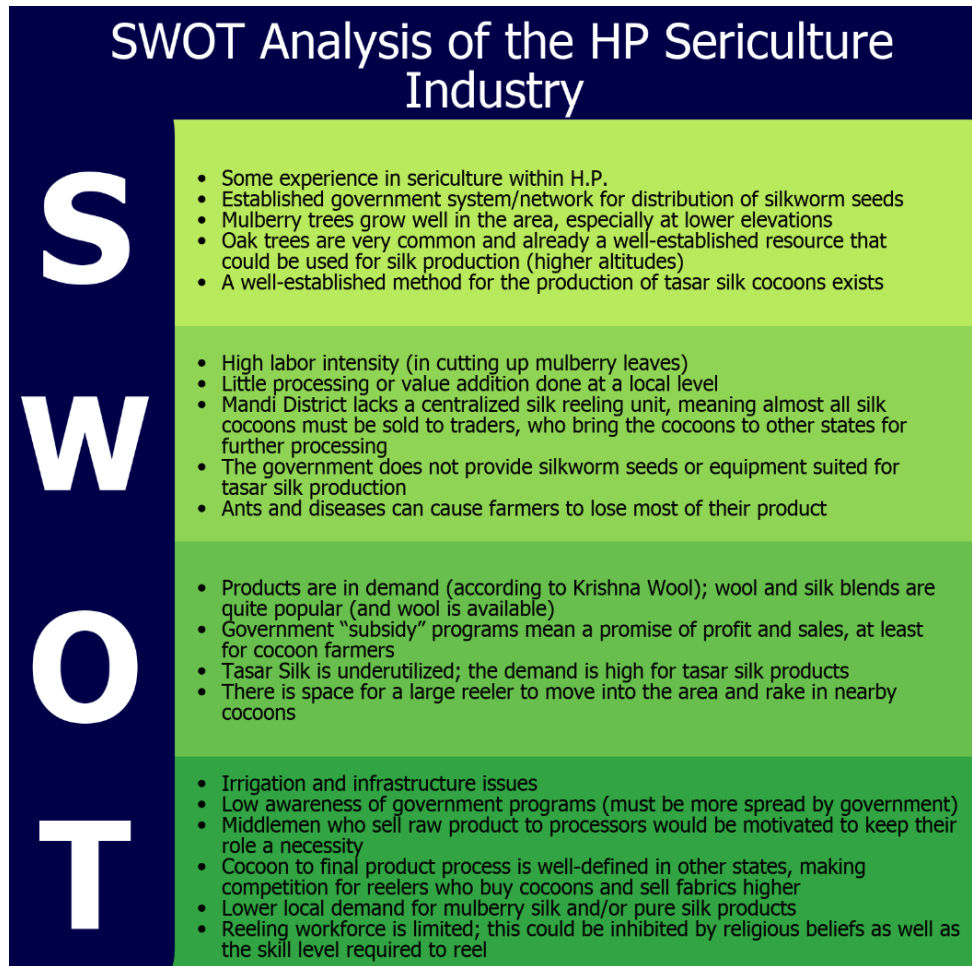 SWOT Analysis of the HP Sericulture
Industry
S
• Some experience in sericulture within H.P.
• Established government system/network for distribution of silkworm seeds
• Mulberry trees grow well in the area, especially at lower elevations
• Oak trees are very common and already a well-established resource that
could be used for silk production (higher altitudes)
• A well-established method for the production of tasar silk cocoons exists
W
• High labor intensity (in cutting up mulberry leaves)
• Little processing or value addition done at a local level
• Mandi District lacks a centralized silk reeling unit, meaning almost all silk
cocoons must be sold to traders, who bring the cocoons to other states for
further processing
• The government does not provide silkworm seeds or equipment suited for
tasar silk production
• Ants and diseases can cause farmers to lose most of their product
O
• Products are in demand (according to Krishna Wool); wool and silk blends are
quite popular (and wool is available)
• Government “subsidy” programs mean a promise of profit and sales, at least
for cocoon farmers
• Tasar Silk is underutilized; the demand is high for tasar silk products
• There is space for a large reeler to move into the area and rake in nearby
cocoons
T
• Irrigation and infrastructure issues
• Low awareness of government programs (must be more spread by government)
• Middlemen who sell raw product to processors would be motivated to keep their
role a necessity
• Cocoon to final product process is well-defined in other states, making
competition for reelers who buy cocoons and sell fabrics higher
• Lower local demand for mulberry silk and/or pure silk products
• Reeling workforce is limited; this could be inhibited by religious beliefs as well as
the skill level required to reel